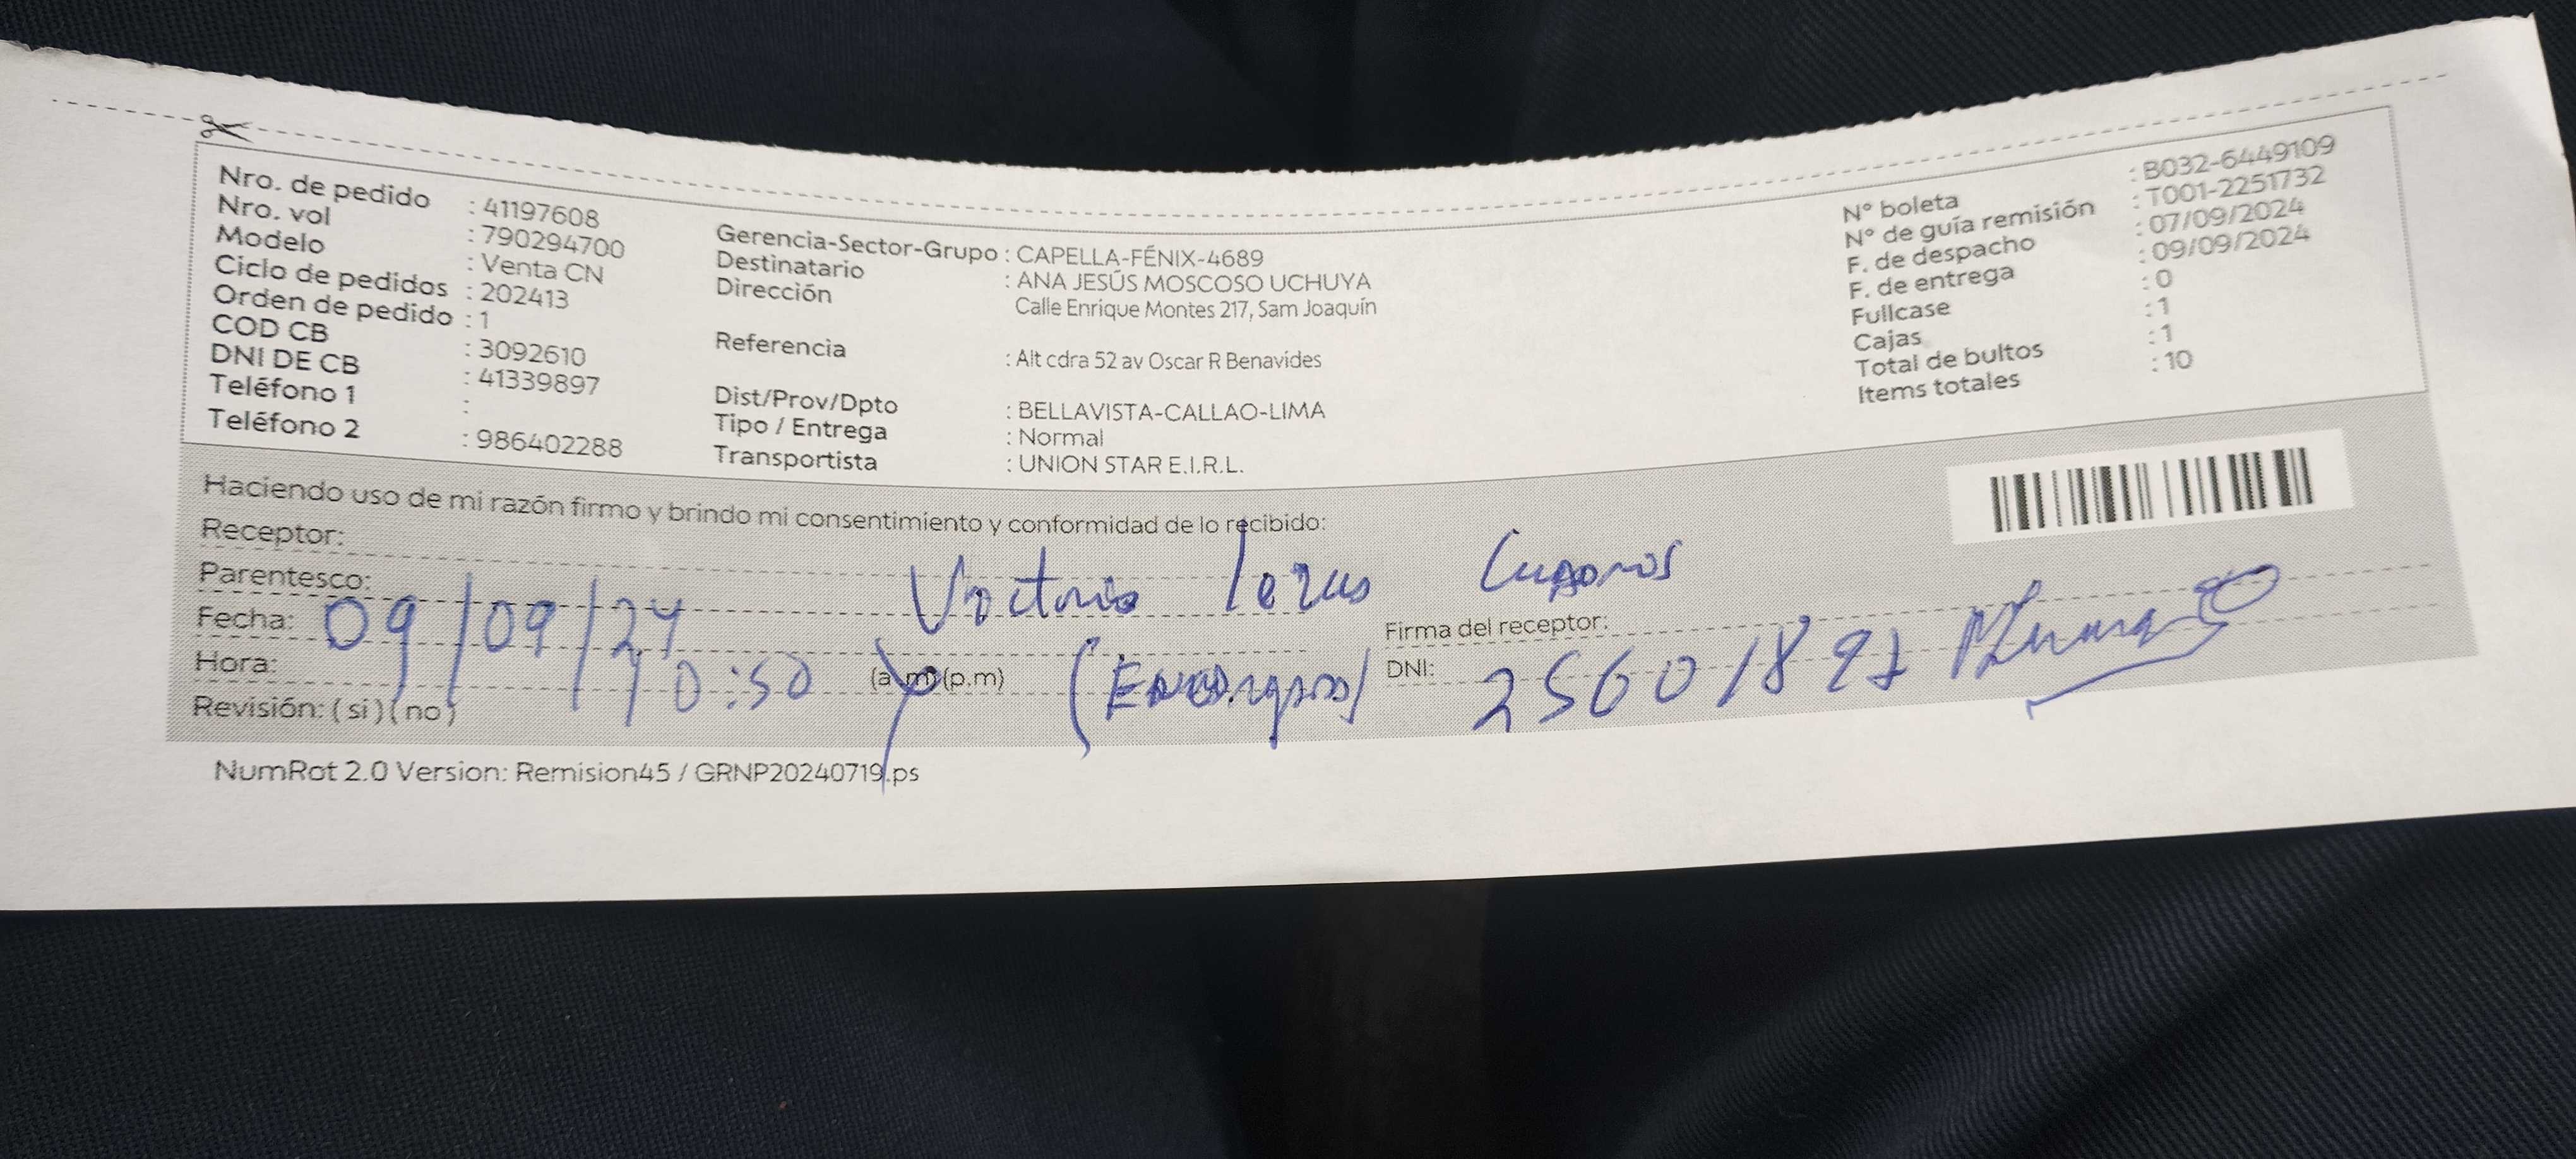 Nro. de pedido : 41197608
Nro. vol : 790294700
Modelo : Venta CN
Ciclo de pedidos : 202413
Orden de pedido : 1
COD CB : 3092610
DNI DE CB : 41339897
Teléfono 1 :
Teléfono 2 : 986402288
Gerencia-Sector-Grupo : CAPELLA-FÉNIX-4689
Destinatario : ANA JESÚS MOSCOSO UCHUYA
Dirección Calle Enrique Montes 217, Sam Joaquín
Referencia : Alt cdra 52 av Oscar R Benavides
Dist/Prov/Dpto : BELLAVISTA-CALLAO-LIMA
Tipo / Entrega : Normal
Transportista : UNION STAR E.I.R.L.
N° boleta : B032-6449109
N° de guía remisión : T001-2251732
F. de despacho : 07/09/2024
F. de entrega : 09/09/2024
Fullcase : 0
Cajas : 1
Total de bultos : 1
Items totales : 10
Haciendo uso de mi razón firmo y brindo mi consentimiento y conformidad de lo recibido:
Receptor:
Parentesco:
Fecha: 09/09/24
Hora: 10:50 (a.m) (p.m)
Revisión: ( si ) ( no )
Firma del receptor:
DNI:
NumRot 2.0 Version: Remision45 / GRNP20240719.ps